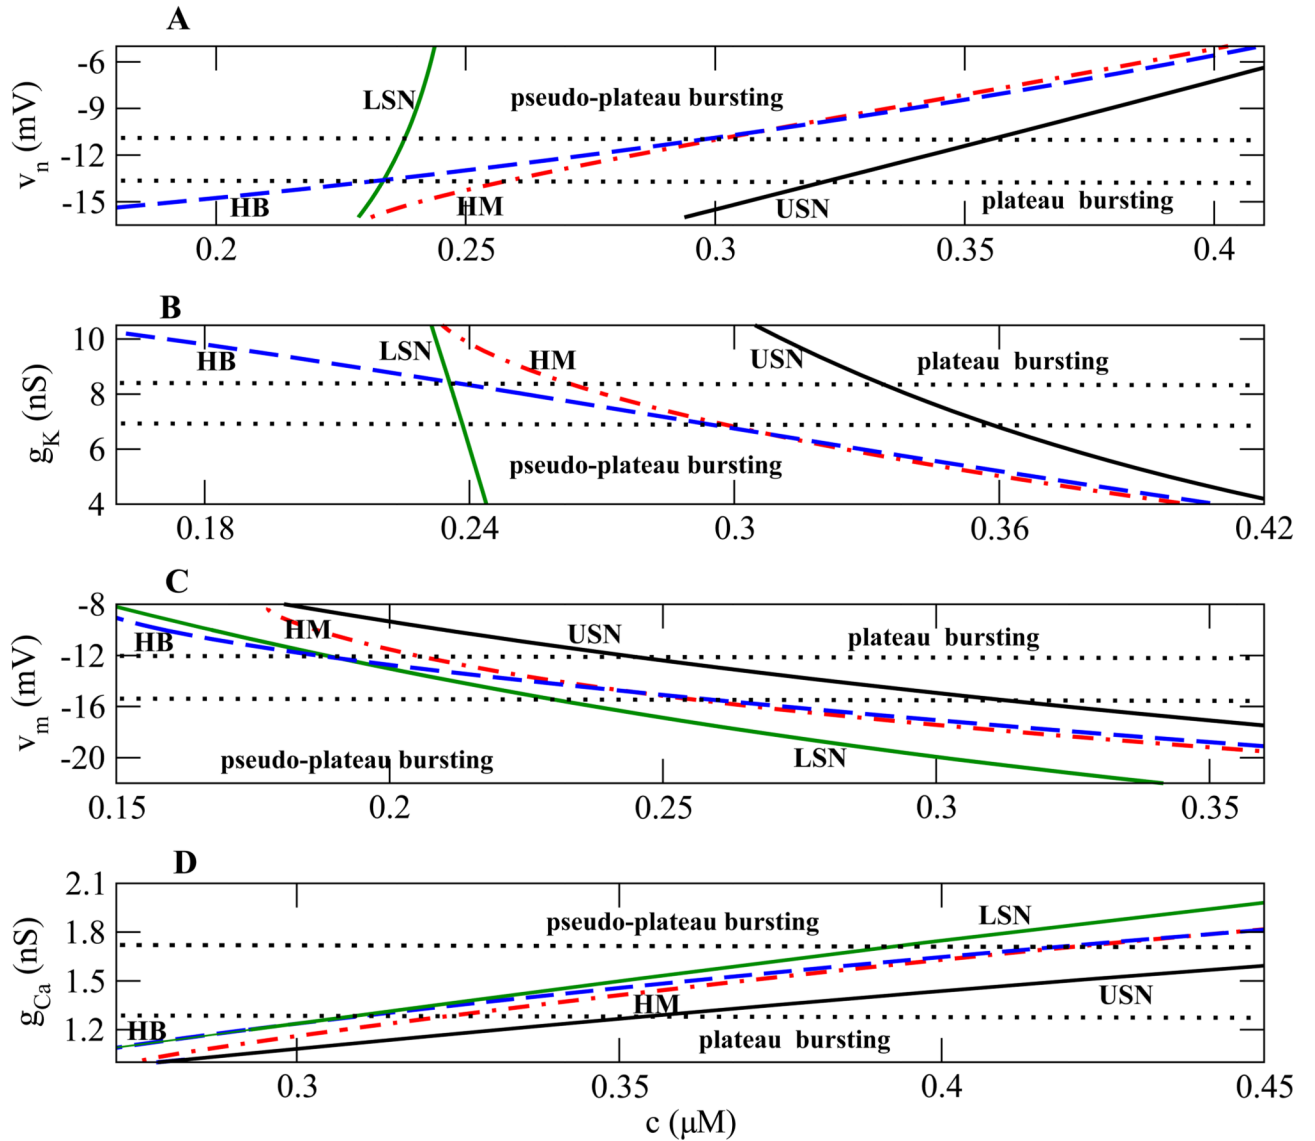 A
-6
LSN
pseudo-plateau bursting
-9
vn (mV)
-12
-15
HB
HM
USN
plateau bursting
0.2 0.25 0.3 0.35 0.4
B
10
HB
LSN
HM
USN
plateau bursting
8
gK (nS)
6
pseudo-plateau bursting
4
0.18 0.24 0.3 0.36 0.42
C
-8
HB
HM
USN
plateau bursting
-12
vm (mV)
-16
-20
pseudo-plateau bursting
LSN
0.15 0.2 0.25 0.3 0.35
D
2.1
pseudo-plateau bursting
LSN
1.8
gCa (nS)
1.5
HM
USN
1.2
HB
plateau bursting
0.3 0.35 0.4 0.45
c (μM)